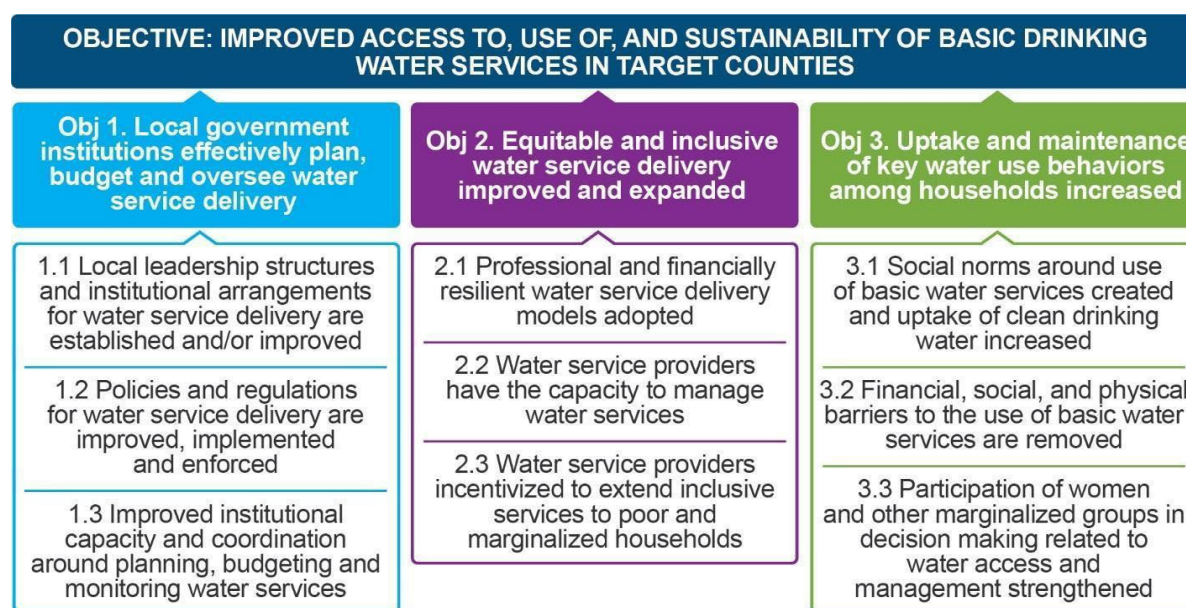 OBJECTIVE: IMPROVED ACCESS TO, USE OF, AND SUSTAINABILITY OF BASIC DRINKING
WATER SERVICES IN TARGET COUNTIES
Obj 1. Local government
institutions effectively plan,
budget and oversee water
service delivery
1.1 Local leadership structures
and institutional arrangements
for water service delivery are
established and/or improved
1.2 Policies and regulations
for water service delivery are
improved, implemented
and enforced
1.3 Improved institutional
capacity and coordination
around planning, budgeting and
monitoring water services
Obj 2. Equitable and inclusive
water service delivery
improved and expanded
2.1 Professional and financially
resilient water service delivery
models adopted
2.2 Water service providers
have the capacity to manage
water services
2.3 Water service providers
incentivized to extend inclusive
services to poor and
marginalized households
Obj 3. Uptake and maintenance
of key water use behaviors
among households increased
3.1 Social norms around use
of basic water services created
and uptake of clean drinking
water increased
3.2 Financial, social, and physical
barriers to the use of basic water
services are removed
3.3 Participation of women
and other marginalized groups in
decision making related to
water access and
management strengthened